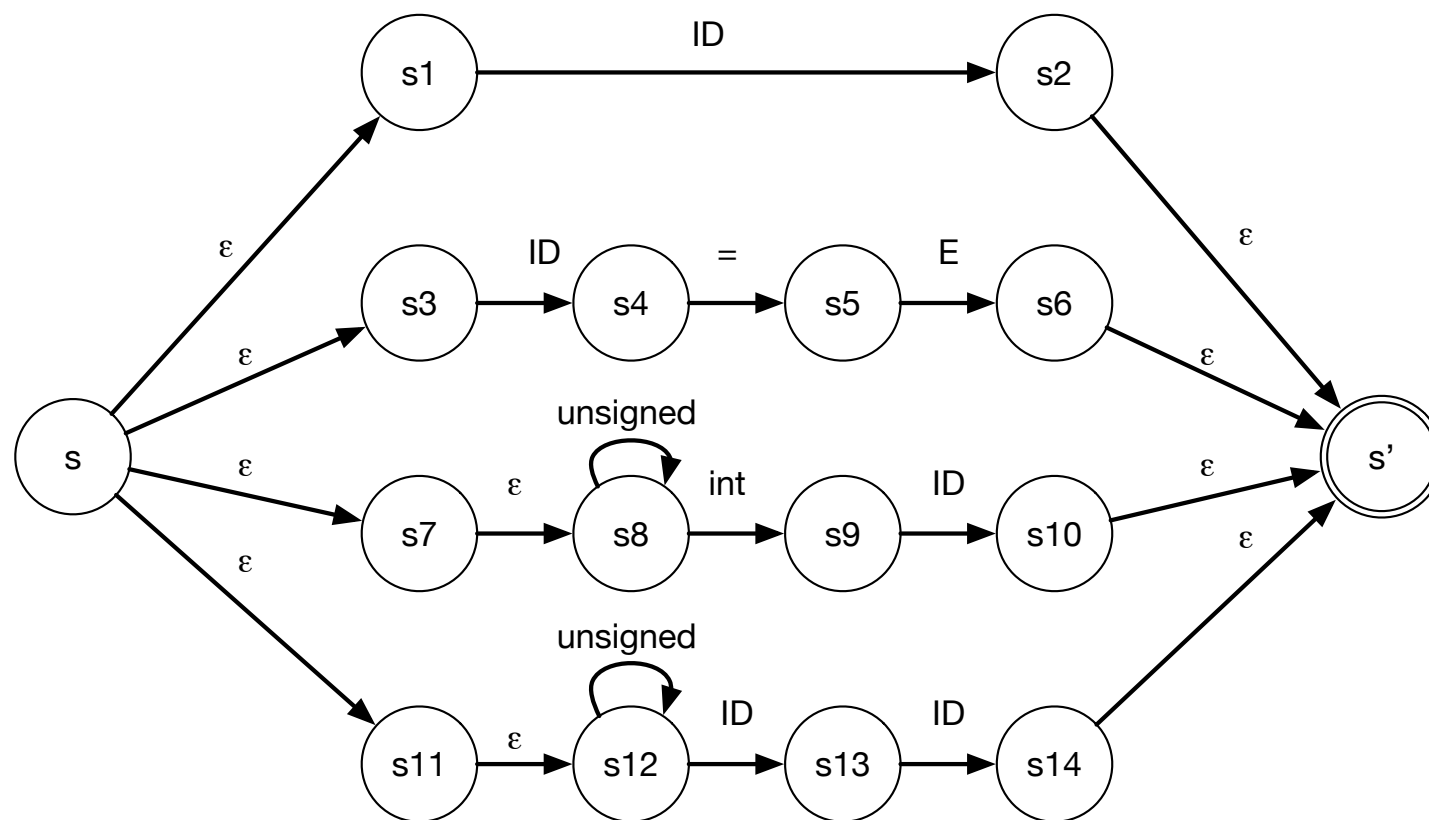 ID
s1
s2
ε
ε
ID
=
E
s3
s4
s5
s6
ε
ε
unsigned
s
s'
ε
ε
int
ID
ε
s7
s8
s9
s10
ε
ε
unsigned
ID
ID
ε
s11
s12
s13
s14